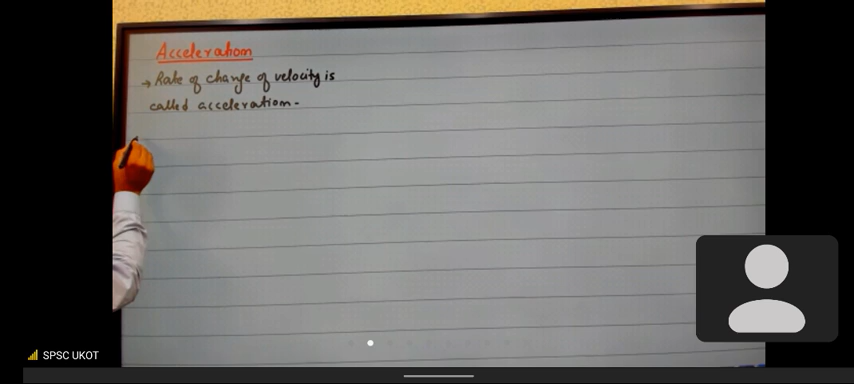 Acceleration
→ Rate of change of velocity is
called acceleration.
SPSC UKOT